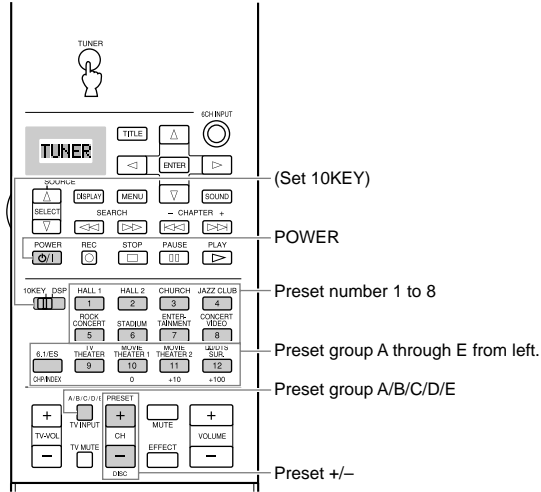 TUNER
6CH INPUT
TUNER
TITLE
ENTER
SOURCE
SELECT
DISPLAY
MENU
SOUND
(Set 10KEY)
SEARCH
– CHAPTER +
POWER
REC
STOP
PAUSE
PLAY
POWER
10KEY DSP
HALL 1
HALL 2
CHURCH
JAZZ CLUB
1
2
3
4
Preset number 1 to 8
ROCK CONCERT
STADIUM
ENTER-TAINMENT
CONCERT VIDEO
5
6
7
8
6.1/ES
TV THEATER
MOVIE THEATER 1
MOVIE THEATER 2
DD/DTS SUR.
9
10
11
12
CHP/INDEX
0
+10
+100
Preset group A through E from left.
A/B/C/D/E
PRESET
Preset group A/B/C/D/E
+
TV INPUT
+
MUTE
+
TV-VOL
CH
VOLUME
TV MUTE
EFFECT
–
–
–
DISC
Preset +/–